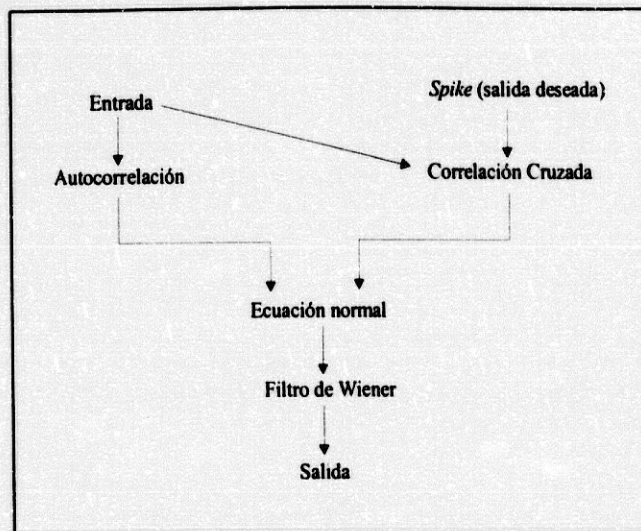 Spike (salida deseada}
Entrada
Autocorrelación
Correlación Cruzada
Ecuación normal
Filtro de Wiener
Salida